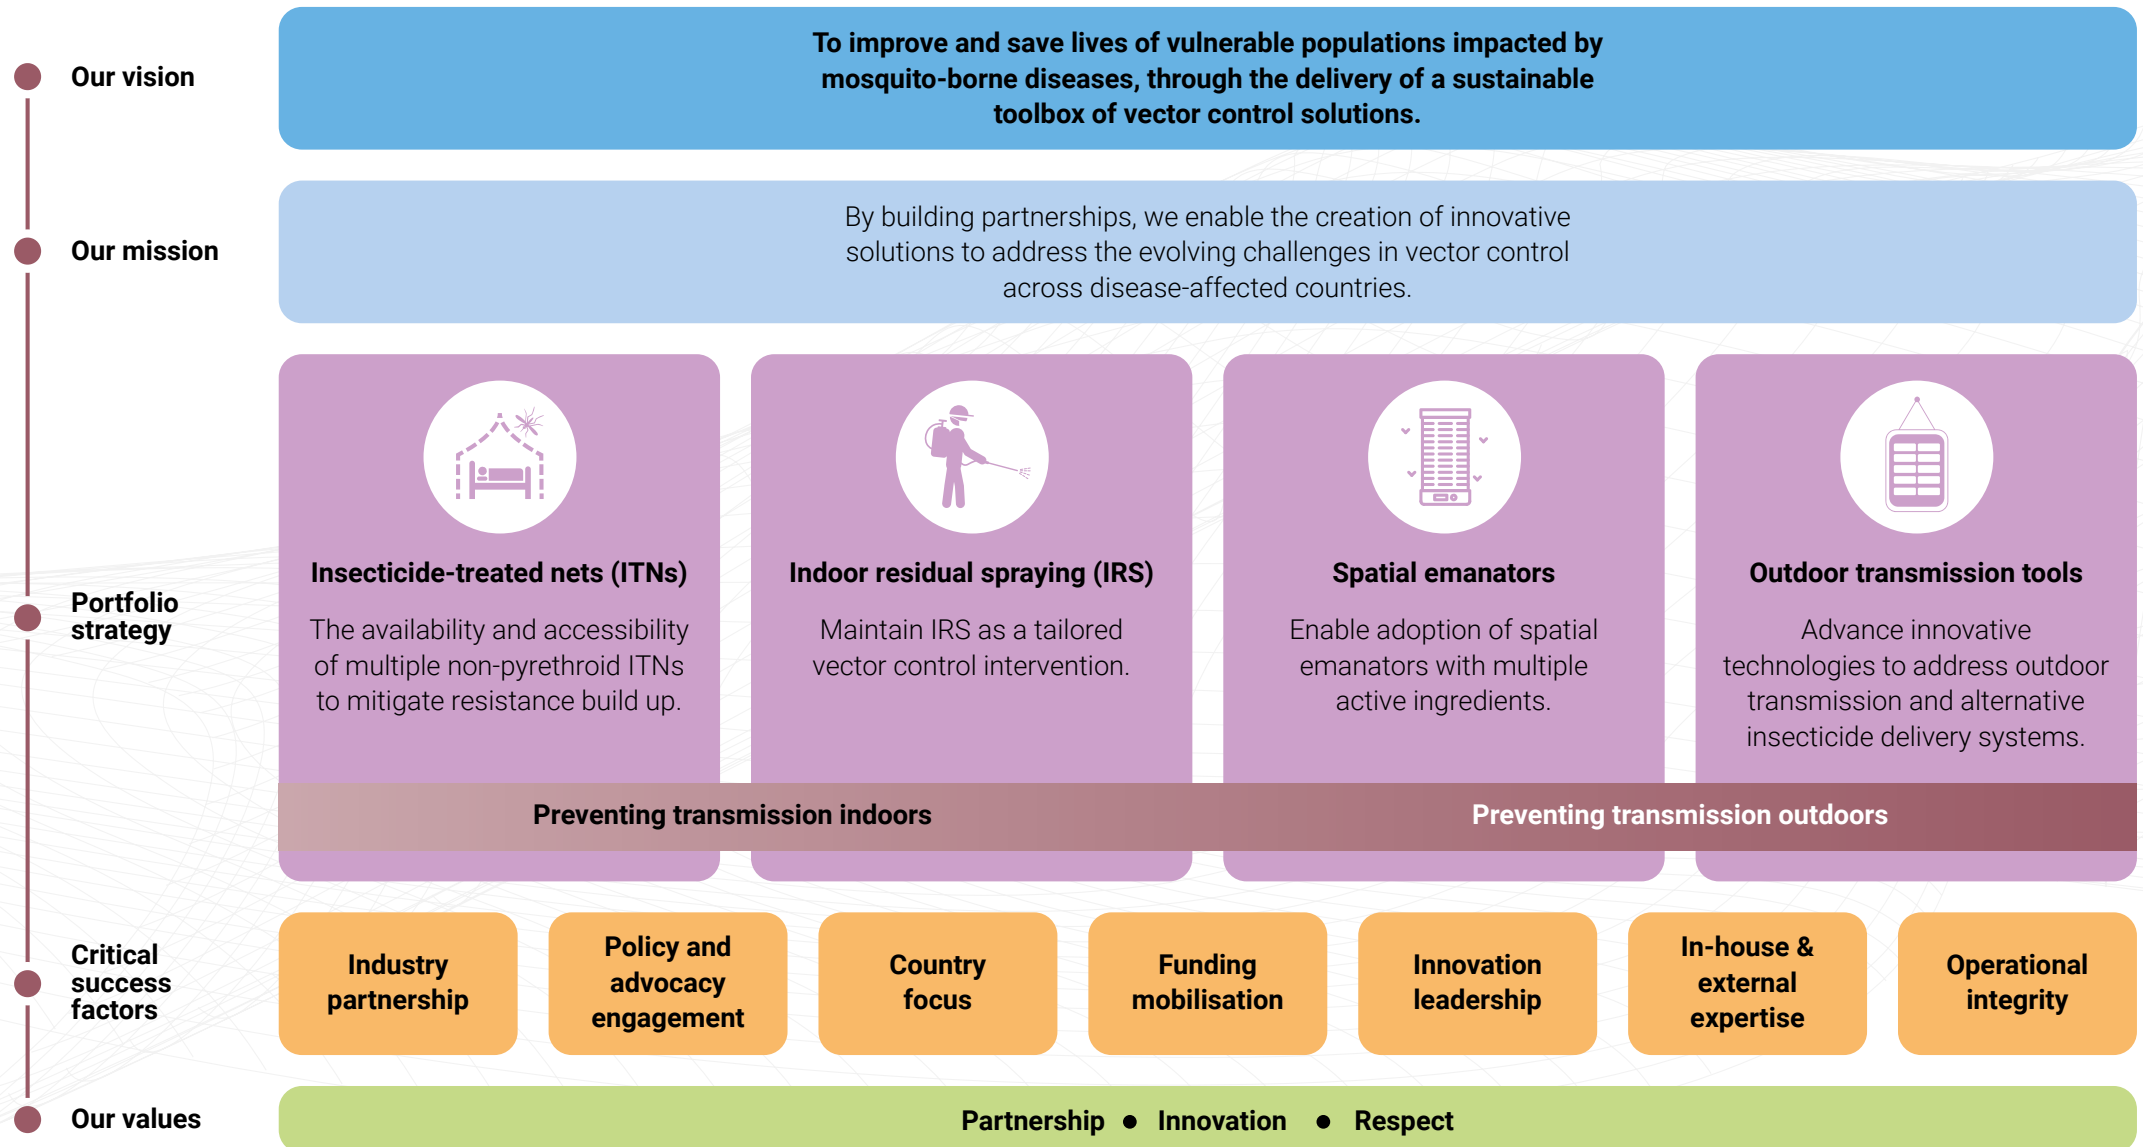 Our vision
To improve and save lives of vulnerable populations impacted by
mosquito-borne diseases, through the delivery of a sustainable
toolbox of vector control solutions.
Our mission
By building partnerships, we enable the creation of innovative
solutions to address the evolving challenges in vector control
across disease-affected countries.
Portfolio
strategy
Insecticide-treated nets (ITNs)
The availability and accessibility
of multiple non-pyrethroid ITNs
to mitigate resistance build up.
Indoor residual spraying (IRS)
Maintain IRS as a tailored
vector control intervention.
Spatial emanators
Enable adoption of spatial
emanators with multiple
active ingredients.
Outdoor transmission tools
Advance innovative
technologies to address outdoor
transmission and alternative
insecticide delivery systems.
Preventing transmission indoors
Preventing transmission outdoors
Critical
success
factors
Industry
partnership
Policy and
advocacy
engagement
Country
focus
Funding
mobilisation
Innovation
leadership
In-house &
external
expertise
Operational
integrity
Our values
Partnership ● Innovation ● Respect